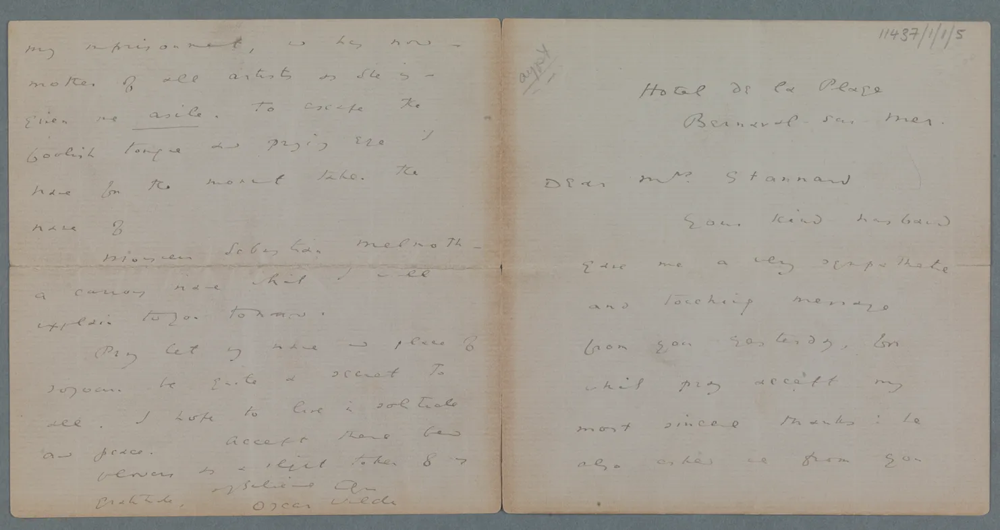 11437/1/1/5
Hotel de la Plage
Berneval-sur-mer.
Dear Mrs. Stannard
Your kind husband
gave me a very sympathetic
and touching message
from you yesterday, for
which pray accept my
most sincere thanks: he
also asked me from you
my imprisonment, and has now -
mother of all artists as she is -
given me asile. To escape the
foolish tongue and prying eye I
have for the moment taken the
name of
Monsieur Sebastian Melmoth -
a curious name which I will
explain to you tomorrow.
Pray let my name and place of
sojourn be quite a secret to
all. I hope to live in solitude
and peace. Accept these few
flowers as a slight token of my
gratitude,
Oscar Wilde